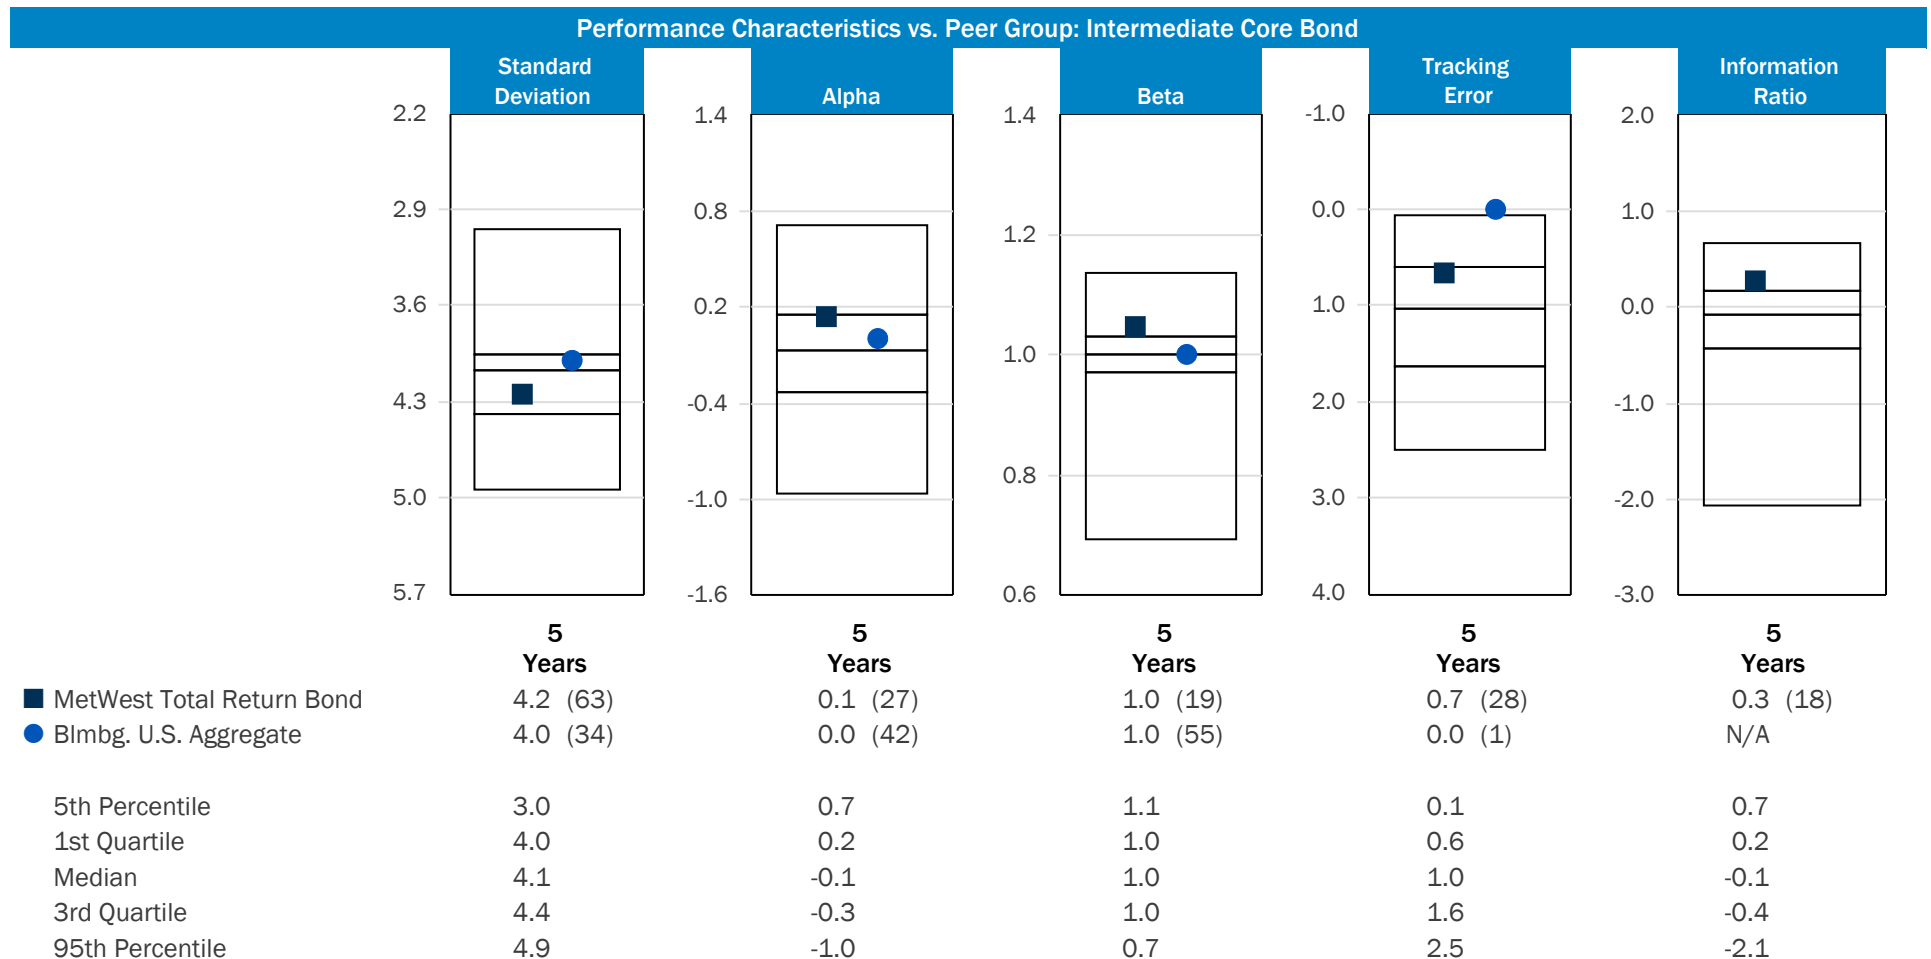 Performance Characteristics vs. Peer Group: Intermediate Core Bond
Standard Deviation
Alpha
Beta
Tracking Error
Information Ratio
2.2
2.9
3.6
4.3
5.0
5.7
1.4
0.8
0.2
-0.4
-1.0
-1.6
1.4
1.2
1.0
0.8
0.6
-1.0
0.0
1.0
2.0
3.0
4.0
2.0
1.0
0.0
-1.0
-2.0
-3.0
5 5 5 5 5
Years Years Years Years Years
MetWest Total Return Bond 4.2 (63) 0.1 (27) 1.0 (19) 0.7 (28) 0.3 (18)
Blmbg. U.S. Aggregate 4.0 (34) 0.0 (42) 1.0 (55) 0.0 (1) N/A
5th Percentile 3.0 0.7 1.1 0.1 0.7
1st Quartile 4.0 0.2 1.0 0.6 0.2
Median 4.1 -0.1 1.0 1.0 -0.1
3rd Quartile 4.4 -0.3 1.0 1.6 -0.4
95th Percentile 4.9 -1.0 0.7 2.5 -2.1